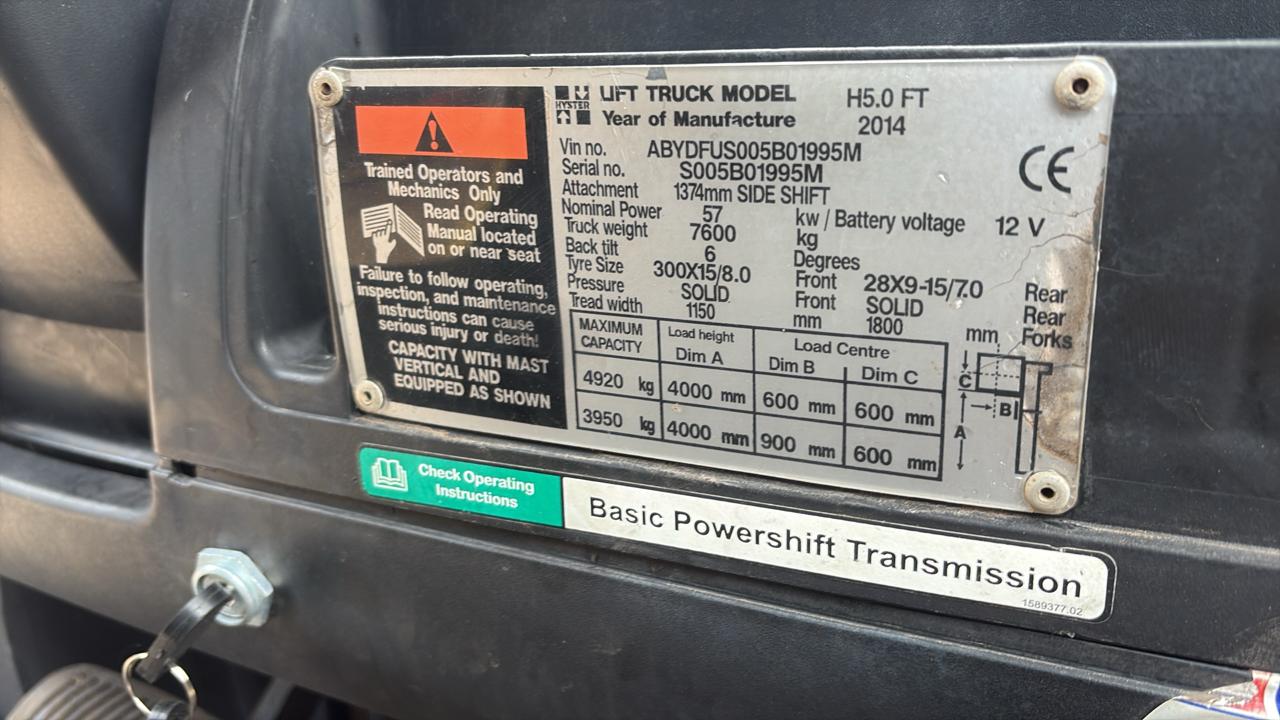 Trained Operators and
Mechanics Only
Read Operating
Manual located
on or near seat
Failure to follow operating,
inspection, and maintenance
instructions can cause
serious injury or death!
CAPACITY WITH MAST
VERTICAL AND
EQUIPPED AS SHOWN
HYSTER
LIFT TRUCK MODEL H5.0 FT
Year of Manufacture 2014
Vin no. ABYDFUS005B01995M
Serial no. S005B01995M
CE
Attachment 1374mm SIDE SHIFT
Nominal Power 57 kw / Battery voltage 12 V
Truck weight 7600 kg
Back tilt 6 Degrees
Tyre Size 300X15/8.0 Front 28X9-15/7.0 Rear
Pressure SOLID Front SOLID Rear
Tread width 1150 mm 1800 mm Forks
MAXIMUM CAPACITY Load height Dim A Load Centre Dim B Dim C
4920 kg 4000 mm 600 mm 600 mm
3950 kg 4000 mm 900 mm 600 mm
C
B
A
Check Operating
Instructions
Basic Powershift Transmission
1589377.02